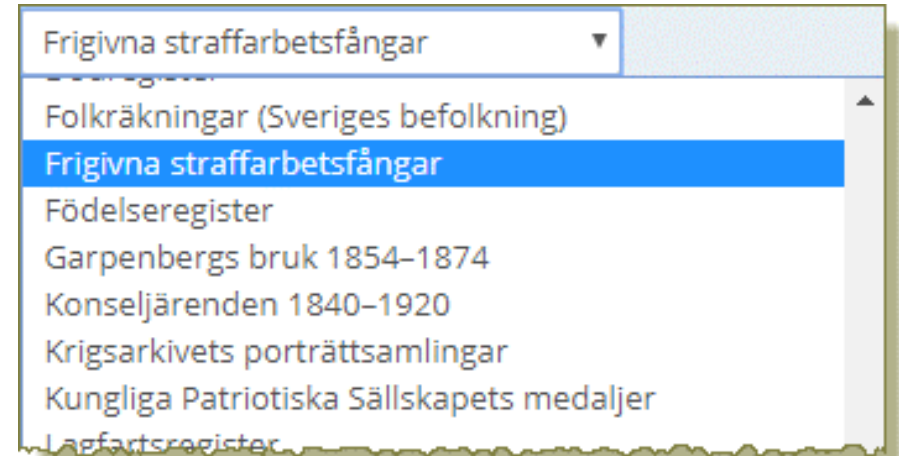 Frigivna straffarbetsfångar
Folkräkningar (Sveriges befolkning)
Frigivna straffarbetsfångar
Födelseregister
Garpenbergs bruk 1854–1874
Konseljärenden 1840–1920
Krigsarkivets porträttsamlingar
Kungliga Patriotiska Sällskapets medaljer
Lagfartsregister